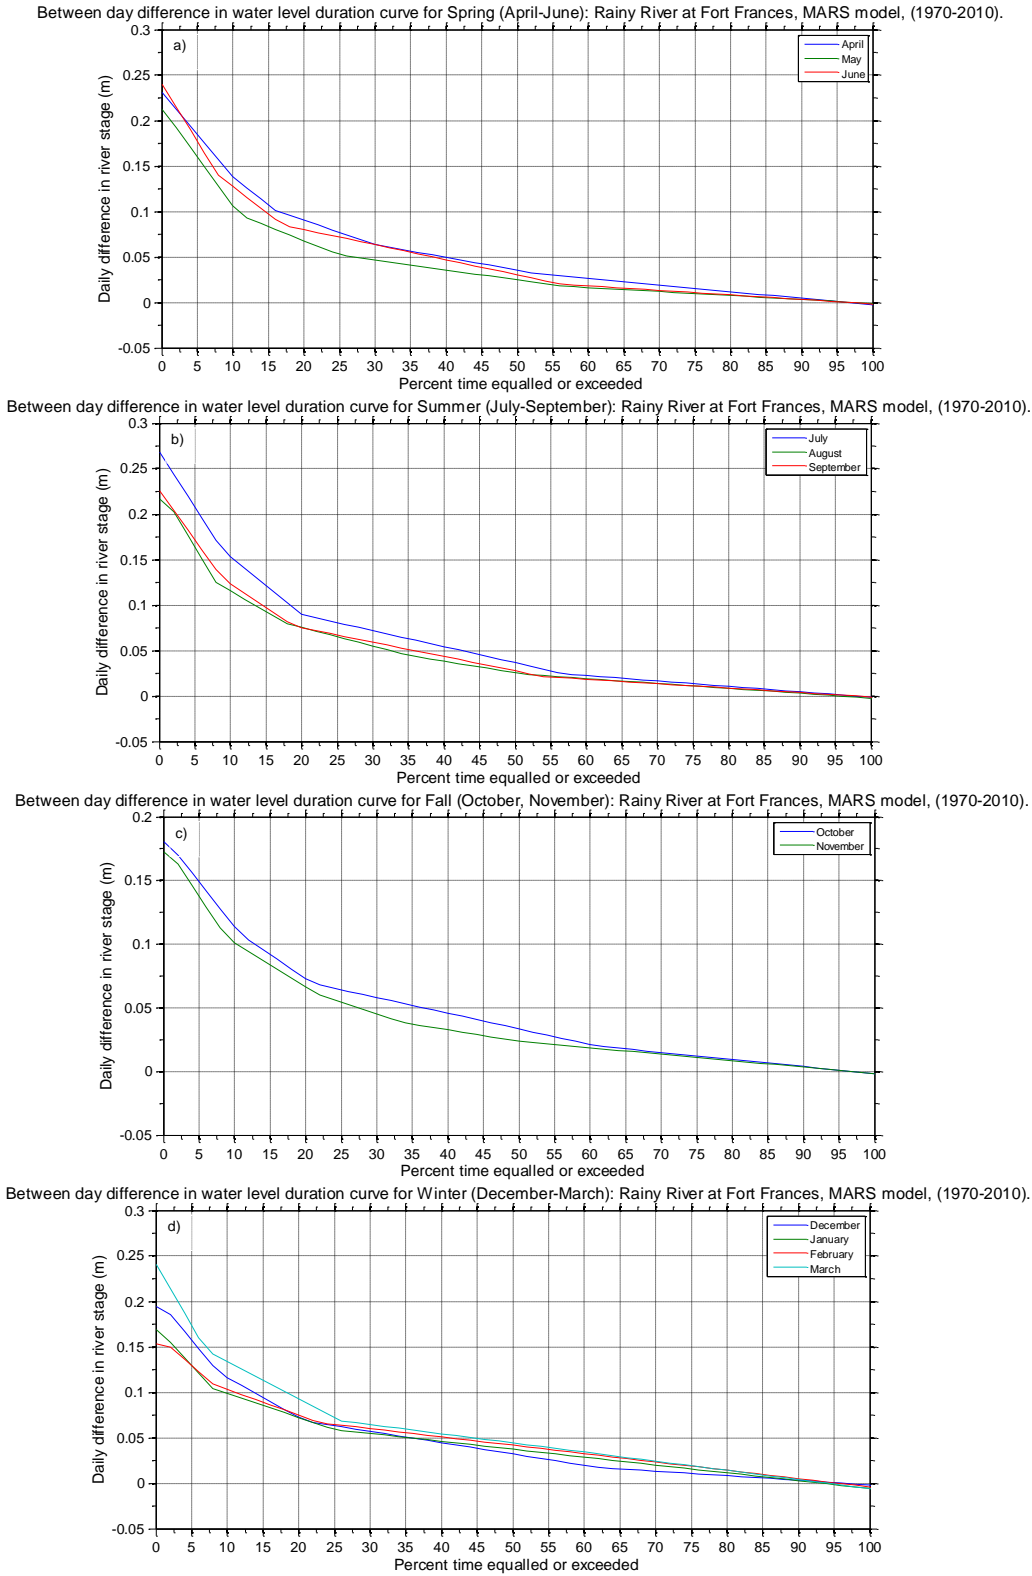 Between day difference in water level duration curve for Spring (April-June): Rainy River at Fort Frances, MARS model, (1970-2010).
a)
April
May
June
0.3
0.25
0.2
0.15
0.1
0.05
0
-0.05
Daily difference in river stage (m)
0 5 10 15 20 25 30 35 40 45 50 55 60 65 70 75 80 85 90 95 100
Percent time equalled or exceeded
Between day difference in water level duration curve for Summer (July-September): Rainy River at Fort Frances, MARS model, (1970-2010).
b)
July
August
September
0.3
0.25
0.2
0.15
0.1
0.05
0
-0.05
Daily difference in river stage (m)
0 5 10 15 20 25 30 35 40 45 50 55 60 65 70 75 80 85 90 95 100
Percent time equalled or exceeded
Between day difference in water level duration curve for Fall (October, November): Rainy River at Fort Frances, MARS model, (1970-2010).
c)
October
November
0.2
0.15
0.1
0.05
0
-0.05
Daily difference in river stage (m)
0 5 10 15 20 25 30 35 40 45 50 55 60 65 70 75 80 85 90 95 100
Percent time equalled or exceeded
Between day difference in water level duration curve for Winter (December-March): Rainy River at Fort Frances, MARS model, (1970-2010).
d)
December
January
February
March
0.3
0.25
0.2
0.15
0.1
0.05
0
-0.05
Daily difference in river stage (m)
0 5 10 15 20 25 30 35 40 45 50 55 60 65 70 75 80 85 90 95 100
Percent time equalled or exceeded